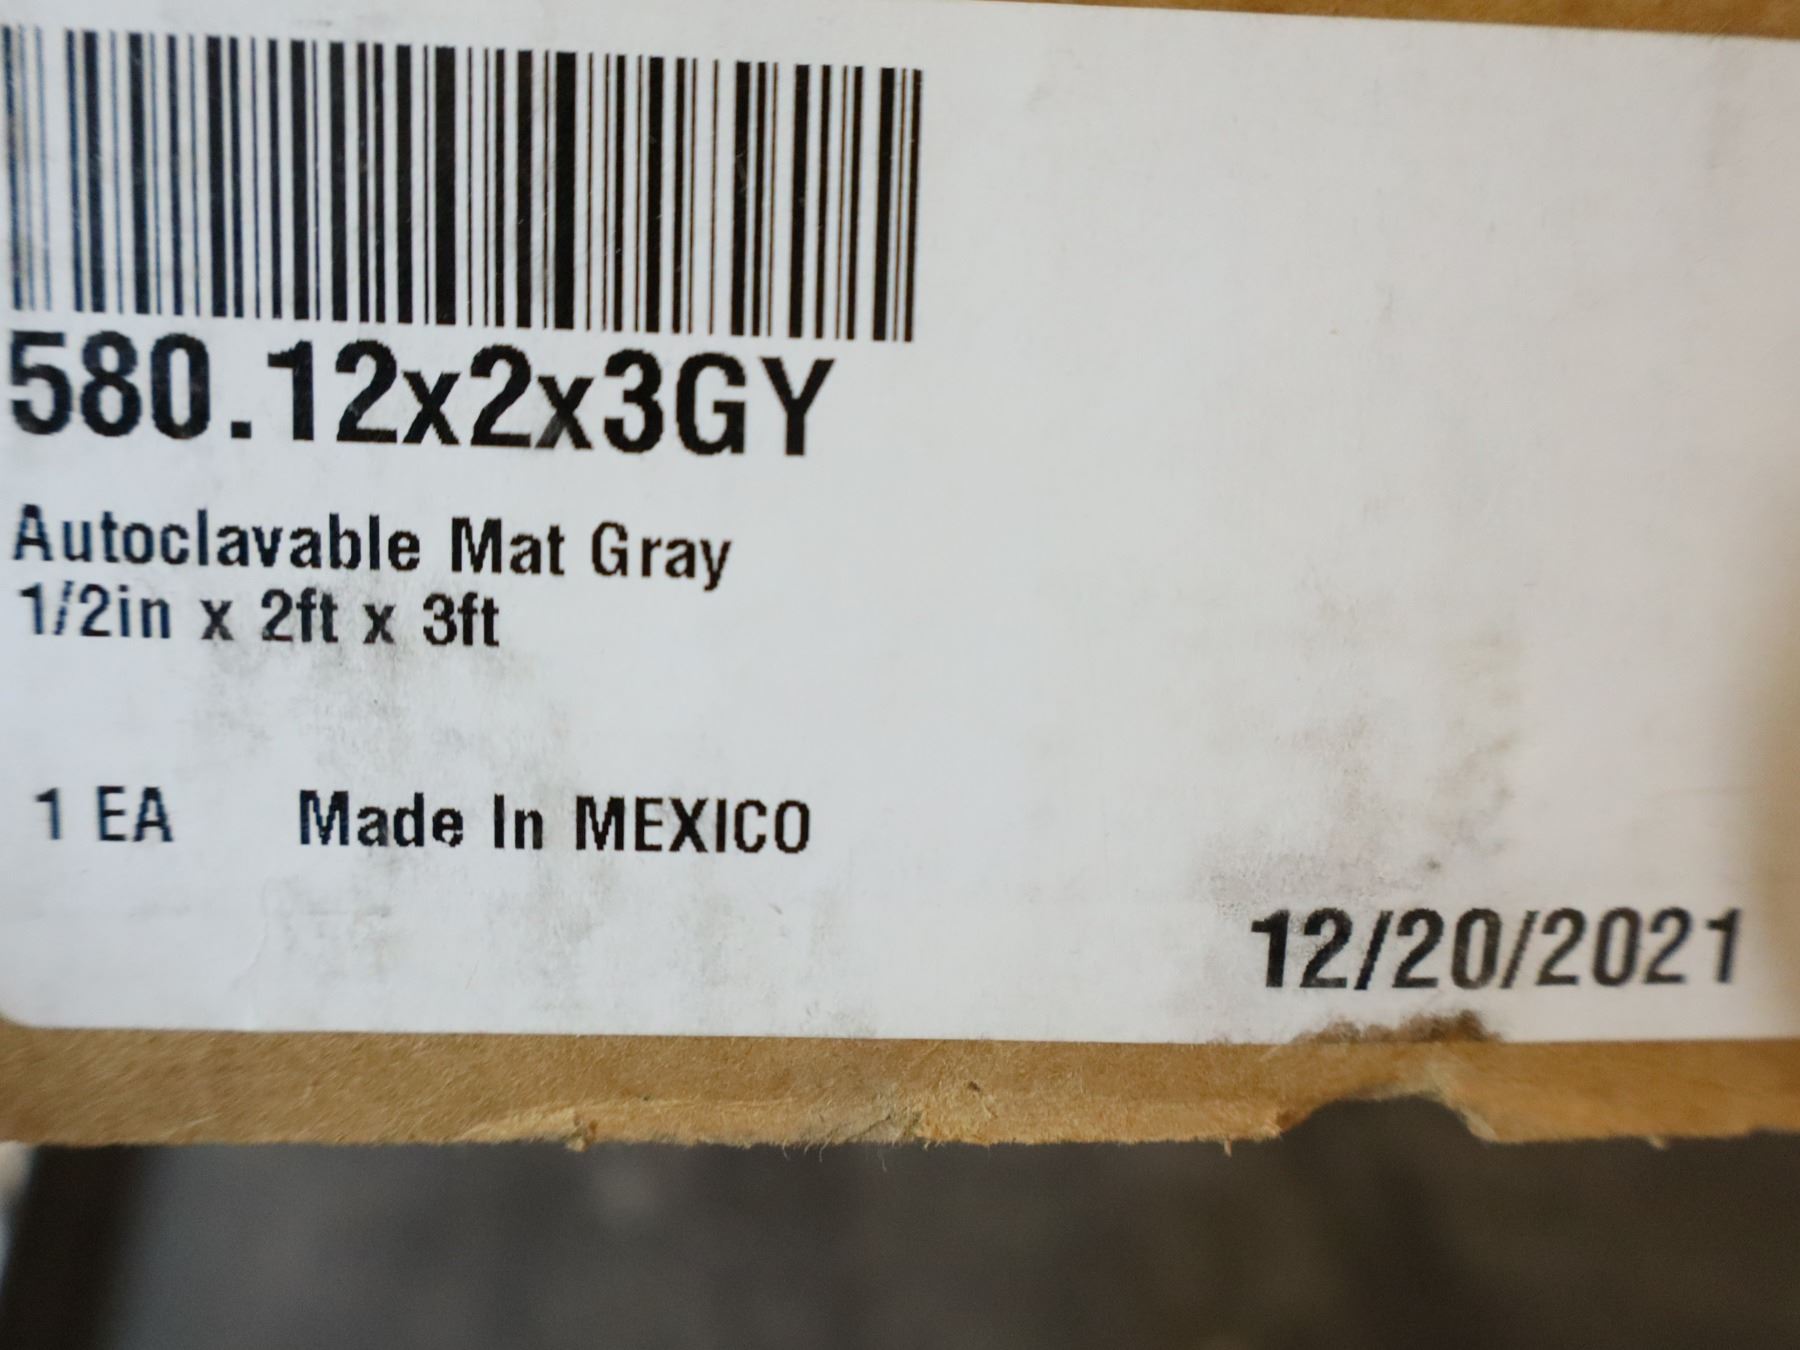 580.12x2x3GY
Autoclavable Mat Gray
1/2in x 2ft x 3ft
1 EA Made In MEXICO
12/20/2021